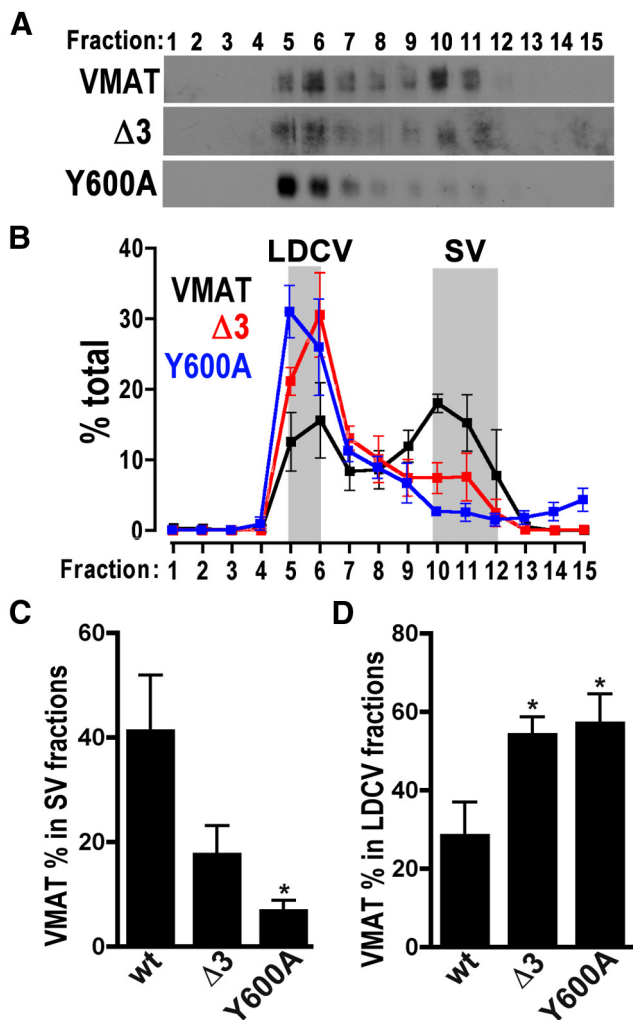 A
Fraction: 1 2 3 4 5 6 7 8 9 10 11 12 13 14 15
VMAT
Δ3
Y600A
B
LDCV SV
VMAT
Δ3
Y600A
% total
40
30
20
10
0
Fraction: 1 2 3 4 5 6 7 8 9 10 11 12 13 14 15
C
VMAT % in SV fractions
60
40
20
0
*
wt Δ3 Y600A
D
VMAT % in LDCV fractions
80
60
40
20
0
* *
wt Δ3 Y600A